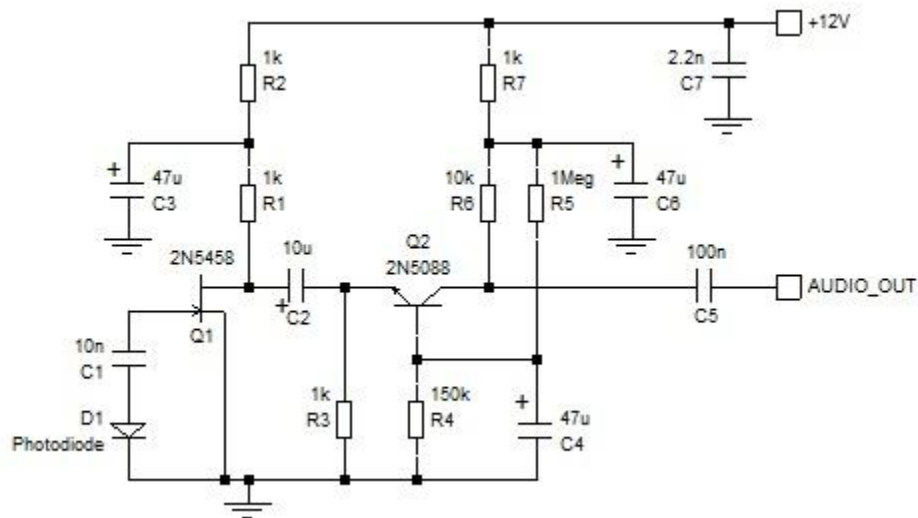 +12V
1k
R2
1k
R7
2.2n
C7
+
47u
C3
1k
R1
10k
R6
1Meg
R5
+
47u
C6
2N5458
Q1
10u
+
C2
Q2
2N5088
100n
C5
AUDIO_OUT
10n
C1
D1
Photodiode
1k
R3
150k
R4
+
47u
C4